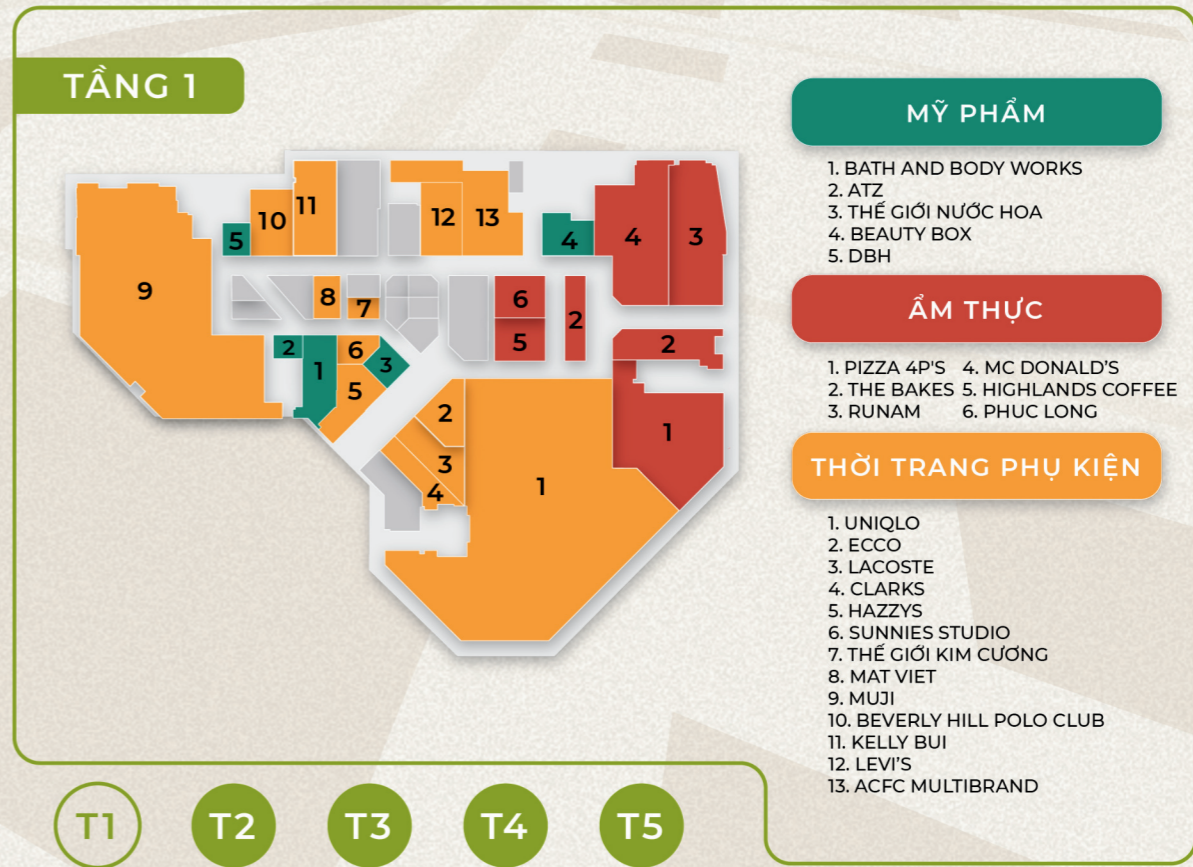 TẦNG 1
10
11
12
13
5
4
4
3
9
8
7
6
5
2
2
2
1
6
3
5
2
3
4
1
1
MỸ PHẨM
1. BATH AND BODY WORKS
2. ATZ
3. THẾ GIỚI NƯỚC HOA
4. BEAUTY BOX
5. DBH
ẨM THỰC
1. PIZZA 4P'S 4. MC DONALD'S
2. THE BAKES 5. HIGHLANDS COFFEE
3. RUNAM 6. PHUC LONG
THỜI TRANG PHỤ KIỆN
1. UNIQLO
2. ECCO
3. LACOSTE
4. CLARKS
5. HAZZYS
6. SUNNIES STUDIO
7. THẾ GIỚI KIM CƯƠNG
8. MAT VIET
9. MUJI
10. BEVERLY HILL POLO CLUB
11. KELLY BUI
12. LEVI'S
13. ACFC MULTIBRAND
T1 T2 T3 T4 T5